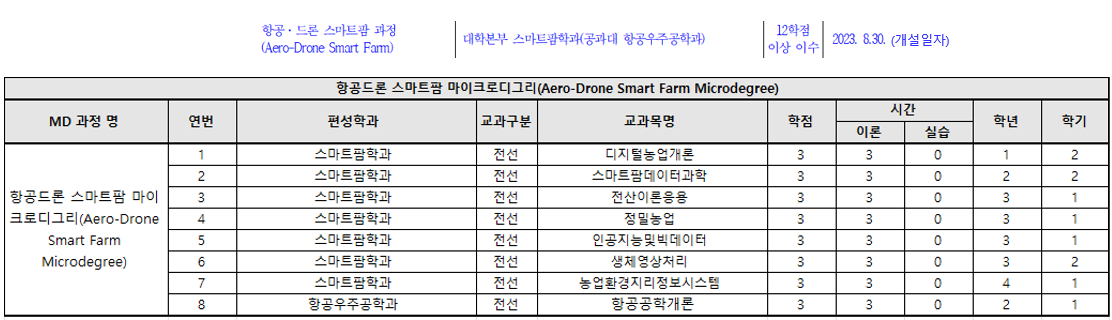 항공·드론 스마트팜 과정 대학본부 스마트팜학과(공과대 항공우주공학과) 12학점 2023. 8.30. (개설일자)
(Aero-Drone Smart Farm) 이상 이수
항공드론 스마트팜 마이크로디그리(Aero-Drone Smart Farm Microdegree)
MD 과정 명 연번 편성학과 교과구분 교과목명 학점 시간 학년 학기
이론 실습
항공드론 스마트팜 마이
크로디그리(Aero-Drone
Smart Farm
Microdegree)
1 스마트팜학과 전선 디지털농업개론 3 3 0 1 2
2 스마트팜학과 전선 스마트팜데이터과학 3 3 0 2 2
3 스마트팜학과 전선 전산이론응용 3 3 0 3 1
4 스마트팜학과 전선 정밀농업 3 3 0 3 1
5 스마트팜학과 전선 인공지능및빅데이터 3 3 0 3 1
6 스마트팜학과 전선 생체영상처리 3 3 0 3 2
7 스마트팜학과 전선 농업환경지리정보시스템 3 3 0 4 1
8 항공우주공학과 전선 항공공학개론 3 3 0 2 1